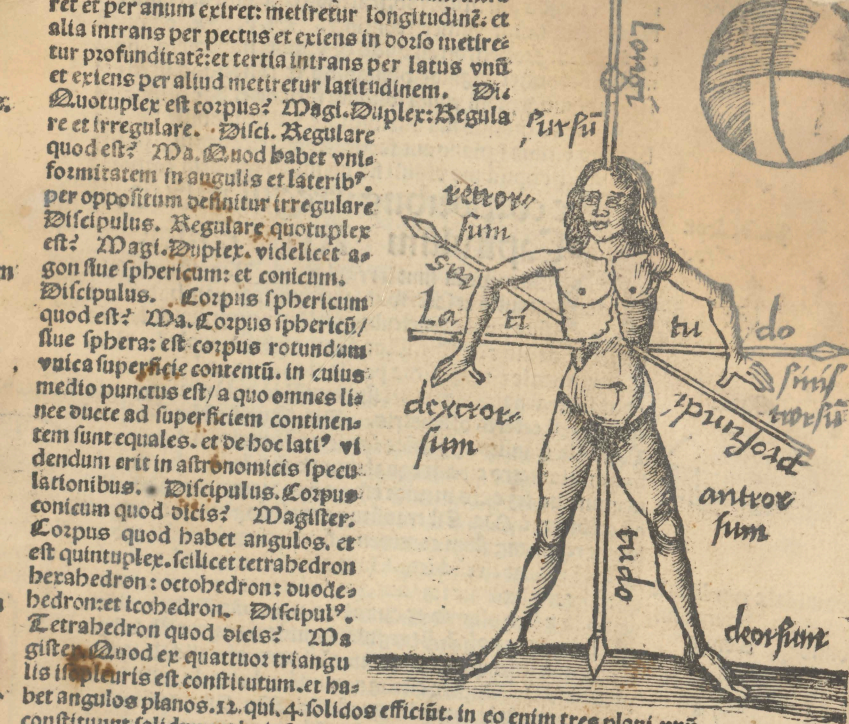 ret et per anum exiret: metiretur longitudinē. et
alia intrans per pectus et exiens in dorso metire⸗
tur profunditatē: et tertia intrans per latus vnū
et exiens per aliud metiretur latitudinem. Di.
Quotuplex est corpus? Magi. Duplex: Regula
re et irregulare. Disci. Regulare
quod est? Ma. Quod habet vni⸗
formitatem in angulis et laterib⁹.
per oppositum definitur irregulare
Discipulus. Regulare quotuplex
est? Magi. Duplex. videlicet a⸗
gon siue sphericum: et conicum.
Discipulus. Corpus sphericum
quod est? Ma. Corpus sphericū/
siue sphera: est corpus rotundum
vnica superficie contentū. in cuius
medio punctus est/ a quo omnes li⸗
nee ducte ad superficiem continen⸗
tem sunt equales. et de hoc lati⁹ vi
dendum erit in astronomicis specu
lationibus. Discipulus. Corpus
conicum quod dicis? Magister.
Corpus quod habet angulos. et
est quintuplex. scilicet tetrahedron
hexahedron: octohedron: duode⸗
hedron: et icohedron. Discipul⁹.
Tetrahedron quod dicis? Ma
gister. Quod ex quattuor triangu
lis isopleuris est constitutum. et ha⸗
bet angulos planos. 12. qui. 4. solidos efficiūt. in eo enim tres plani vnū
Longi
sursū
retror⸗
sum
La
ti
tu
do
sinis
trorsū
dextror⸗
sum
profundi
antror
sum
tudo
deorsum